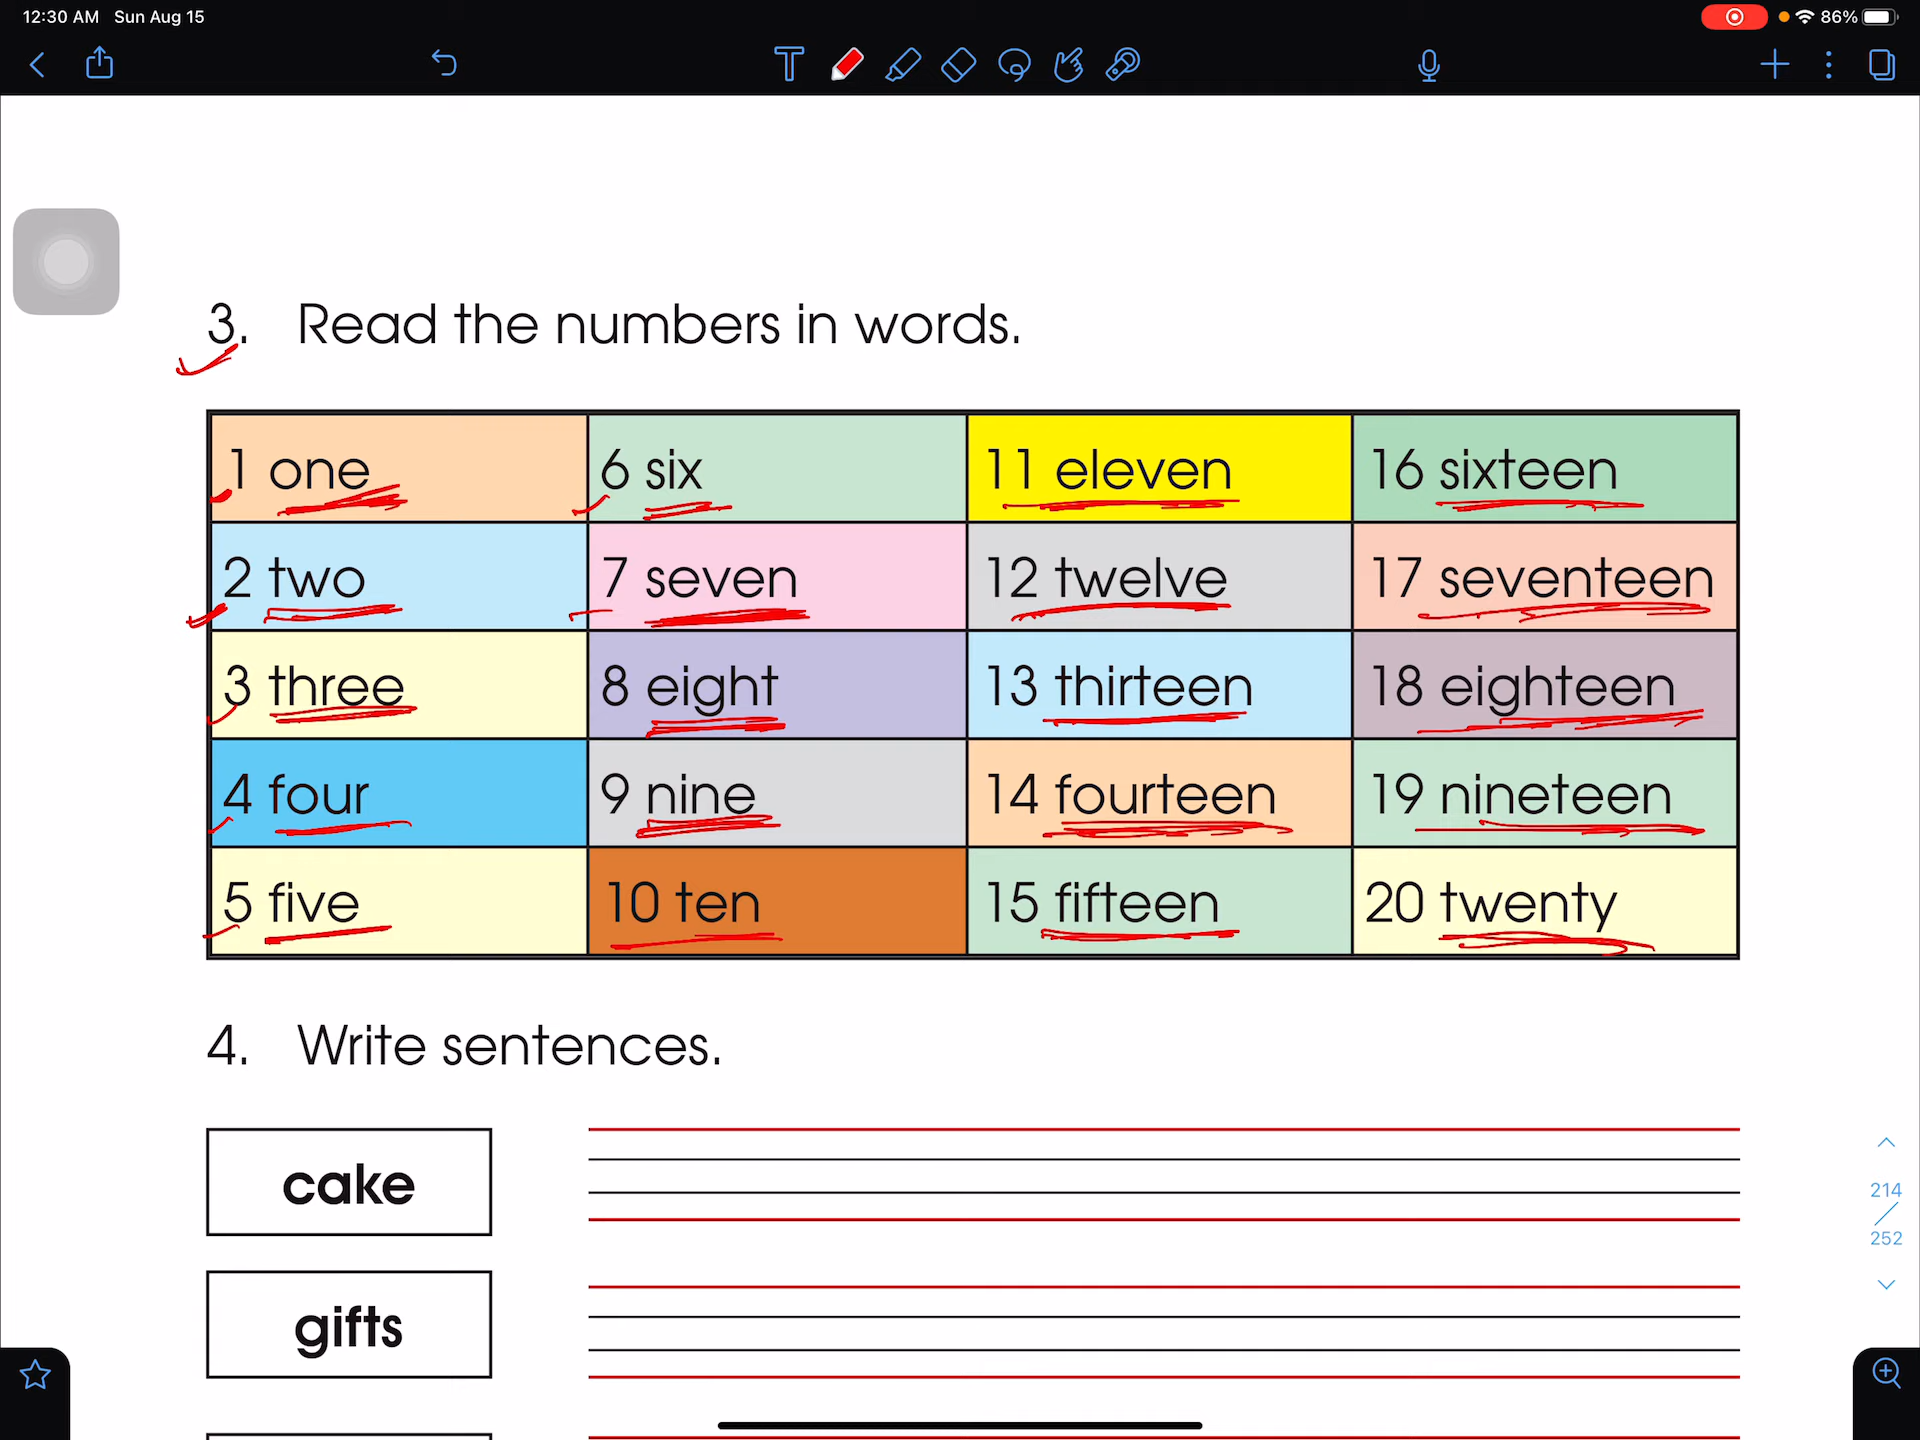 12:30 AM Sun Aug 15
86%
3. Read the numbers in words.
1 one 6 six 11 eleven 16 sixteen
2 two 7 seven 12 twelve 17 seventeen
3 three 8 eight 13 thirteen 18 eighteen
4 four 9 nine 14 fourteen 19 nineteen
5 five 10 ten 15 fifteen 20 twenty
4. Write sentences.
cake
214
252
gifts